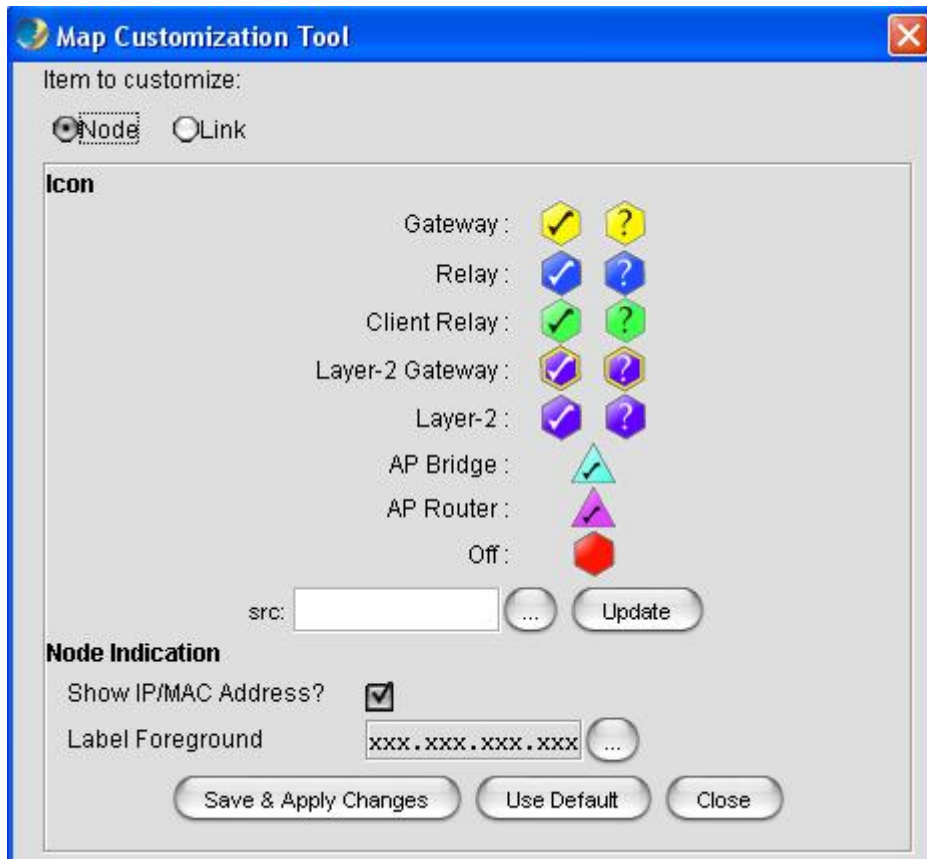 Map Customization Tool
Item to customize:
Node Link
Icon
Gateway : ?
Relay : ?
Client Relay : ?
Layer-2 Gateway : ?
Layer-2 : ?
AP Bridge :
AP Router :
Off :
src: ... Update
Node Indication
Show IP/MAC Address?
Label Foreground xxx.xxx.xxx.xxx ...
Save & Apply Changes Use Default Close